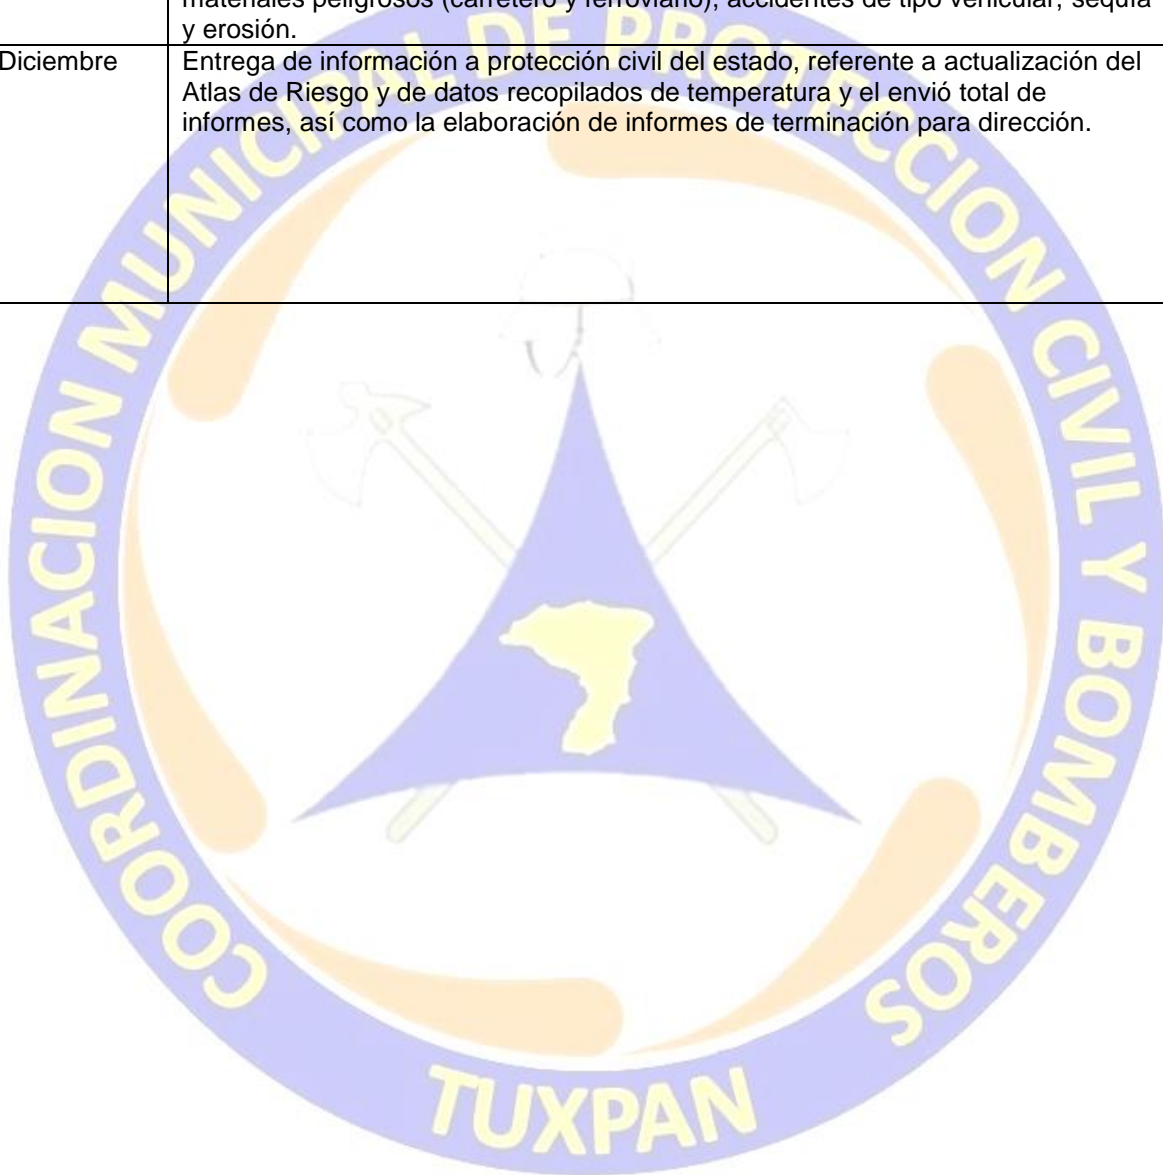 materiales peligrosos (carretero y ferroviario), accidentes de tipo vehicular, sequía
y erosión.
Diciembre
Entrega de información a protección civil del estado, referente a actualización del
Atlas de Riesgo y de datos recopilados de temperatura y el envió total de
informes, así como la elaboración de informes de terminación para dirección.
COORDINACION MUNICIPAL DE PROTECCION CIVIL Y BOMBEROS
TUXPAN